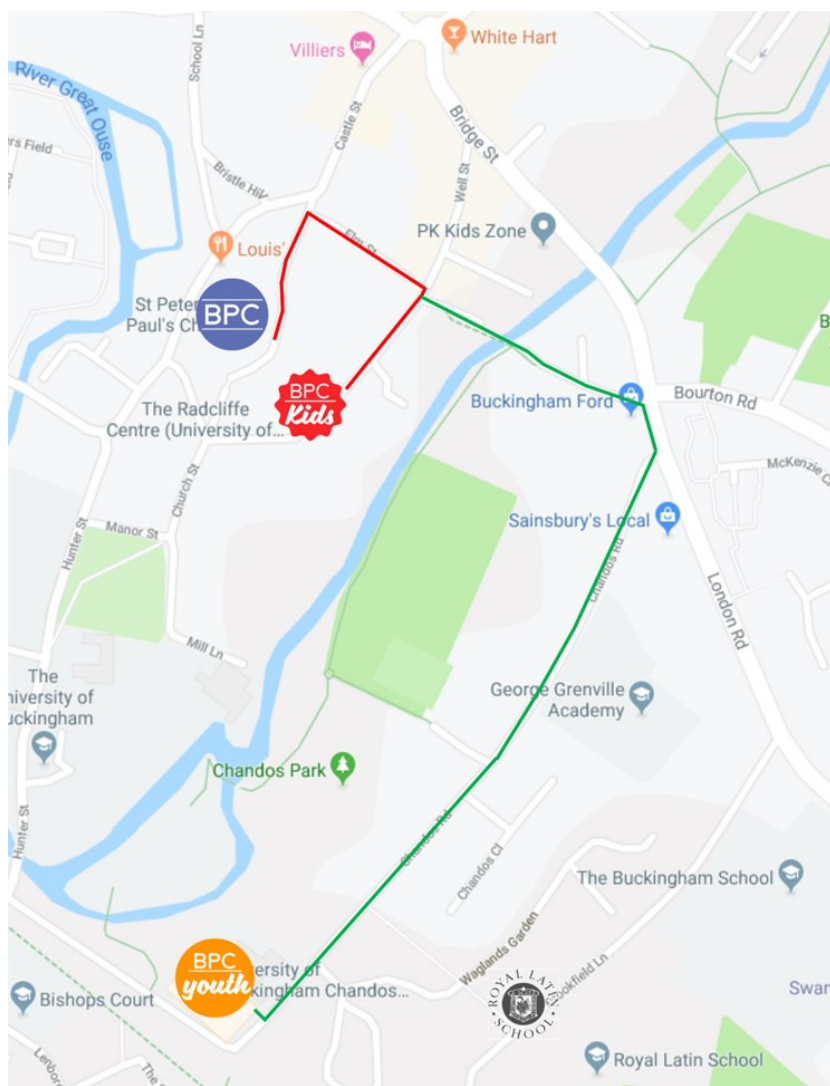 School Ln
Villiers
White Hart
River Great Ouse
Castle St
Bridge St
Bristle Hill
Well St
PK Kids Zone
Elm St
Louis'
BPC
St Peter
Paul's Ch
BPC
Kids
Buckingham Ford
Bourton Rd
The Radcliffe
Centre (University of...
McKenzie
Church St
Sainsbury's Local
Manor St
Hunter St
Chandos Rd
London Rd
Mill Ln
The
niversity of
uckingham
George Grenville
Academy
Chandos Park
Hunter St
Chandos Rd
Chandos Cl
The Buckingham School
Waglands Garden
BPC
youth
versity of
kingham Chandos...
Bishops Court
ROYAL LATIN
SCHOOL
ookfield Ln
Swan
Royal Latin School